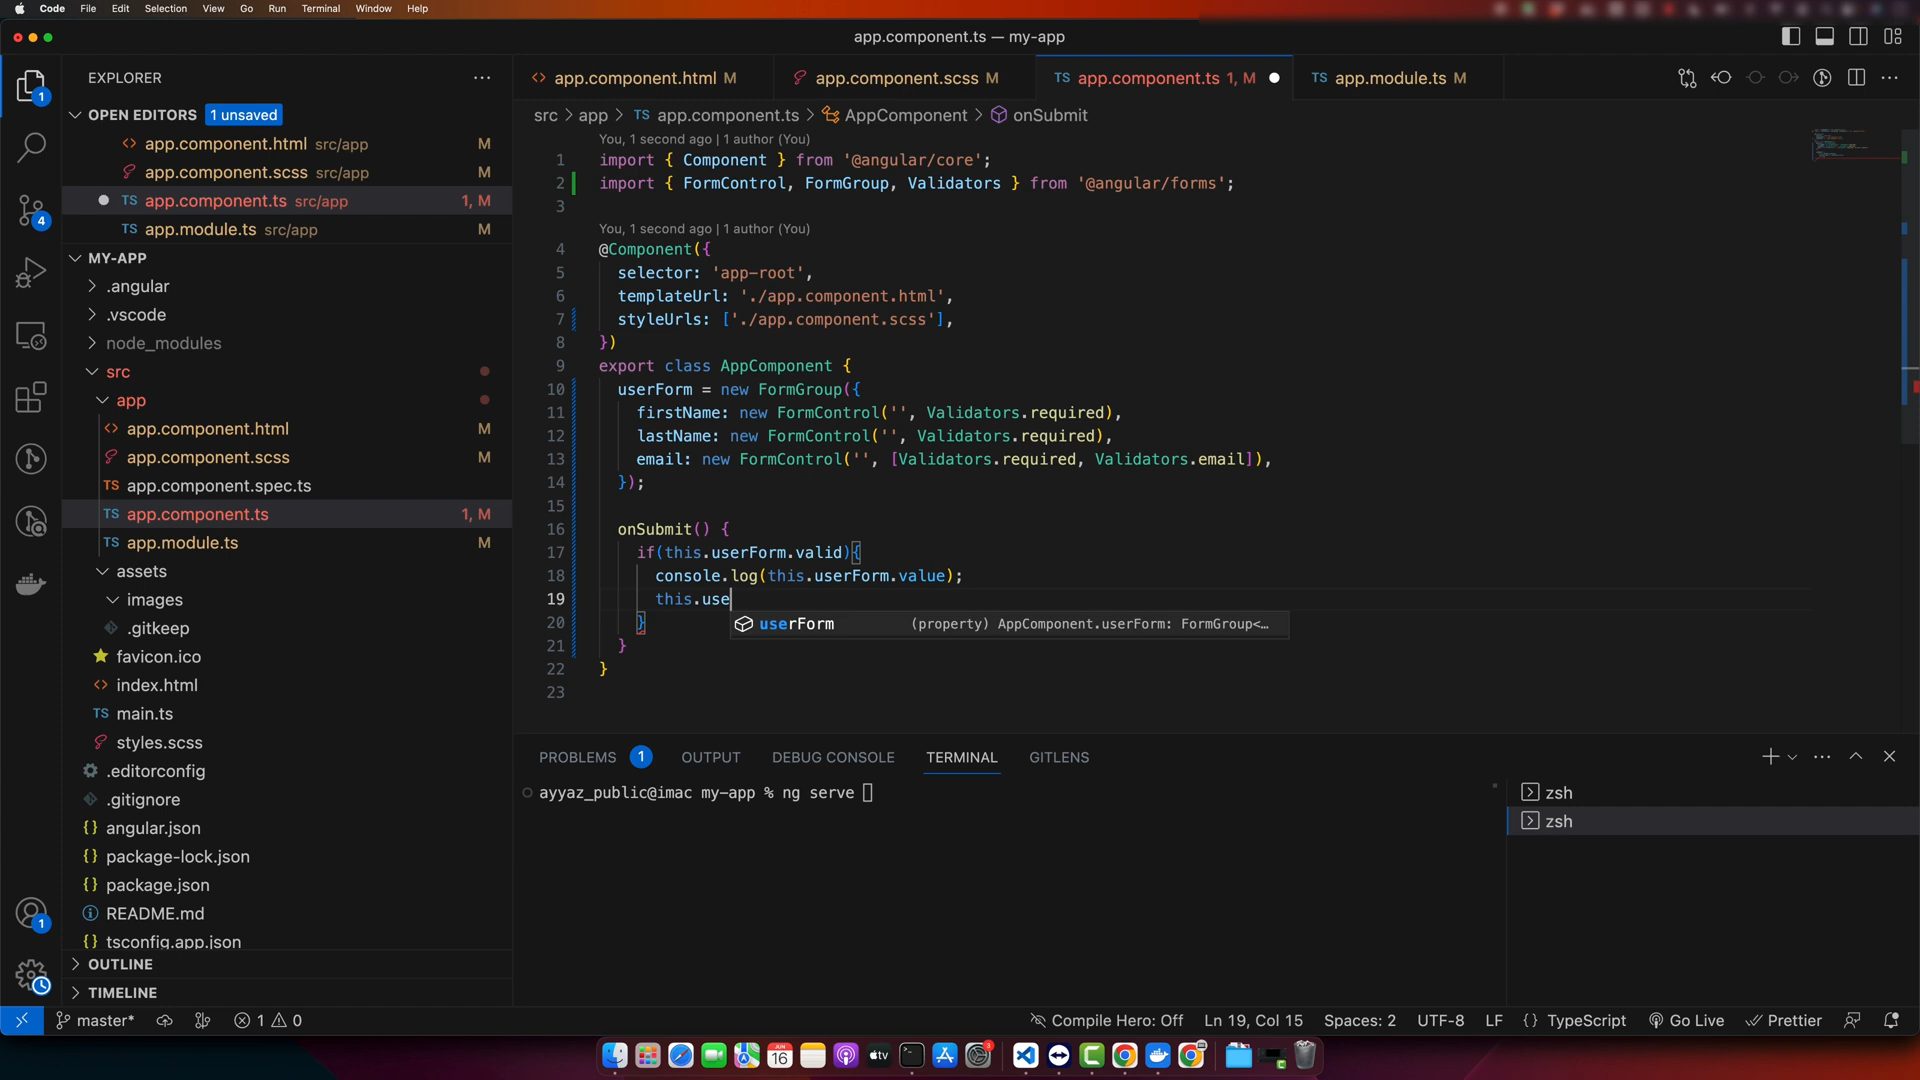 Code File Edit Selection View Go Run Terminal Window Help
app.component.ts — my-app
EXPLORER
OPEN EDITORS 1 unsaved
app.component.html src/app M
app.component.scss src/app M
app.component.ts src/app 1, M
app.module.ts src/app M
MY-APP
.angular
.vscode
node_modules
src
app
app.component.html M
app.component.scss M
app.component.spec.ts
app.component.ts 1, M
app.module.ts M
assets
images
.gitkeep
favicon.ico
index.html
main.ts
styles.scss
.editorconfig
.gitignore
angular.json
package-lock.json
package.json
README.md
tsconfig.app.json
OUTLINE
TIMELINE
app.component.html M
app.component.scss M
app.component.ts 1, M
app.module.ts M
src > app > TS app.component.ts > AppComponent > onSubmit
You, 1 second ago | 1 author (You)
1 import { Component } from '@angular/core';
2 import { FormControl, FormGroup, Validators } from '@angular/forms';
3
You, 1 second ago | 1 author (You)
4 @Component({
5 selector: 'app-root',
6 templateUrl: './app.component.html',
7 styleUrls: ['./app.component.scss'],
8 })
9 export class AppComponent {
10 userForm = new FormGroup({
11 firstName: new FormControl('', Validators.required),
12 lastName: new FormControl('', Validators.required),
13 email: new FormControl('', [Validators.required, Validators.email]),
14 });
15
16 onSubmit() {
17 if(this.userForm.valid){
18 console.log(this.userForm.value);
19 this.use
userForm (property) AppComponent.userForm: FormGroup<…
20 }
21 }
22 }
23
PROBLEMS 1 OUTPUT DEBUG CONSOLE TERMINAL GITLENS
ayyaz_public@imac my-app % ng serve
zsh
zsh
master* 1 0 Compile Hero: Off Ln 19, Col 15 Spaces: 2 UTF-8 LF {} TypeScript Go Live Prettier